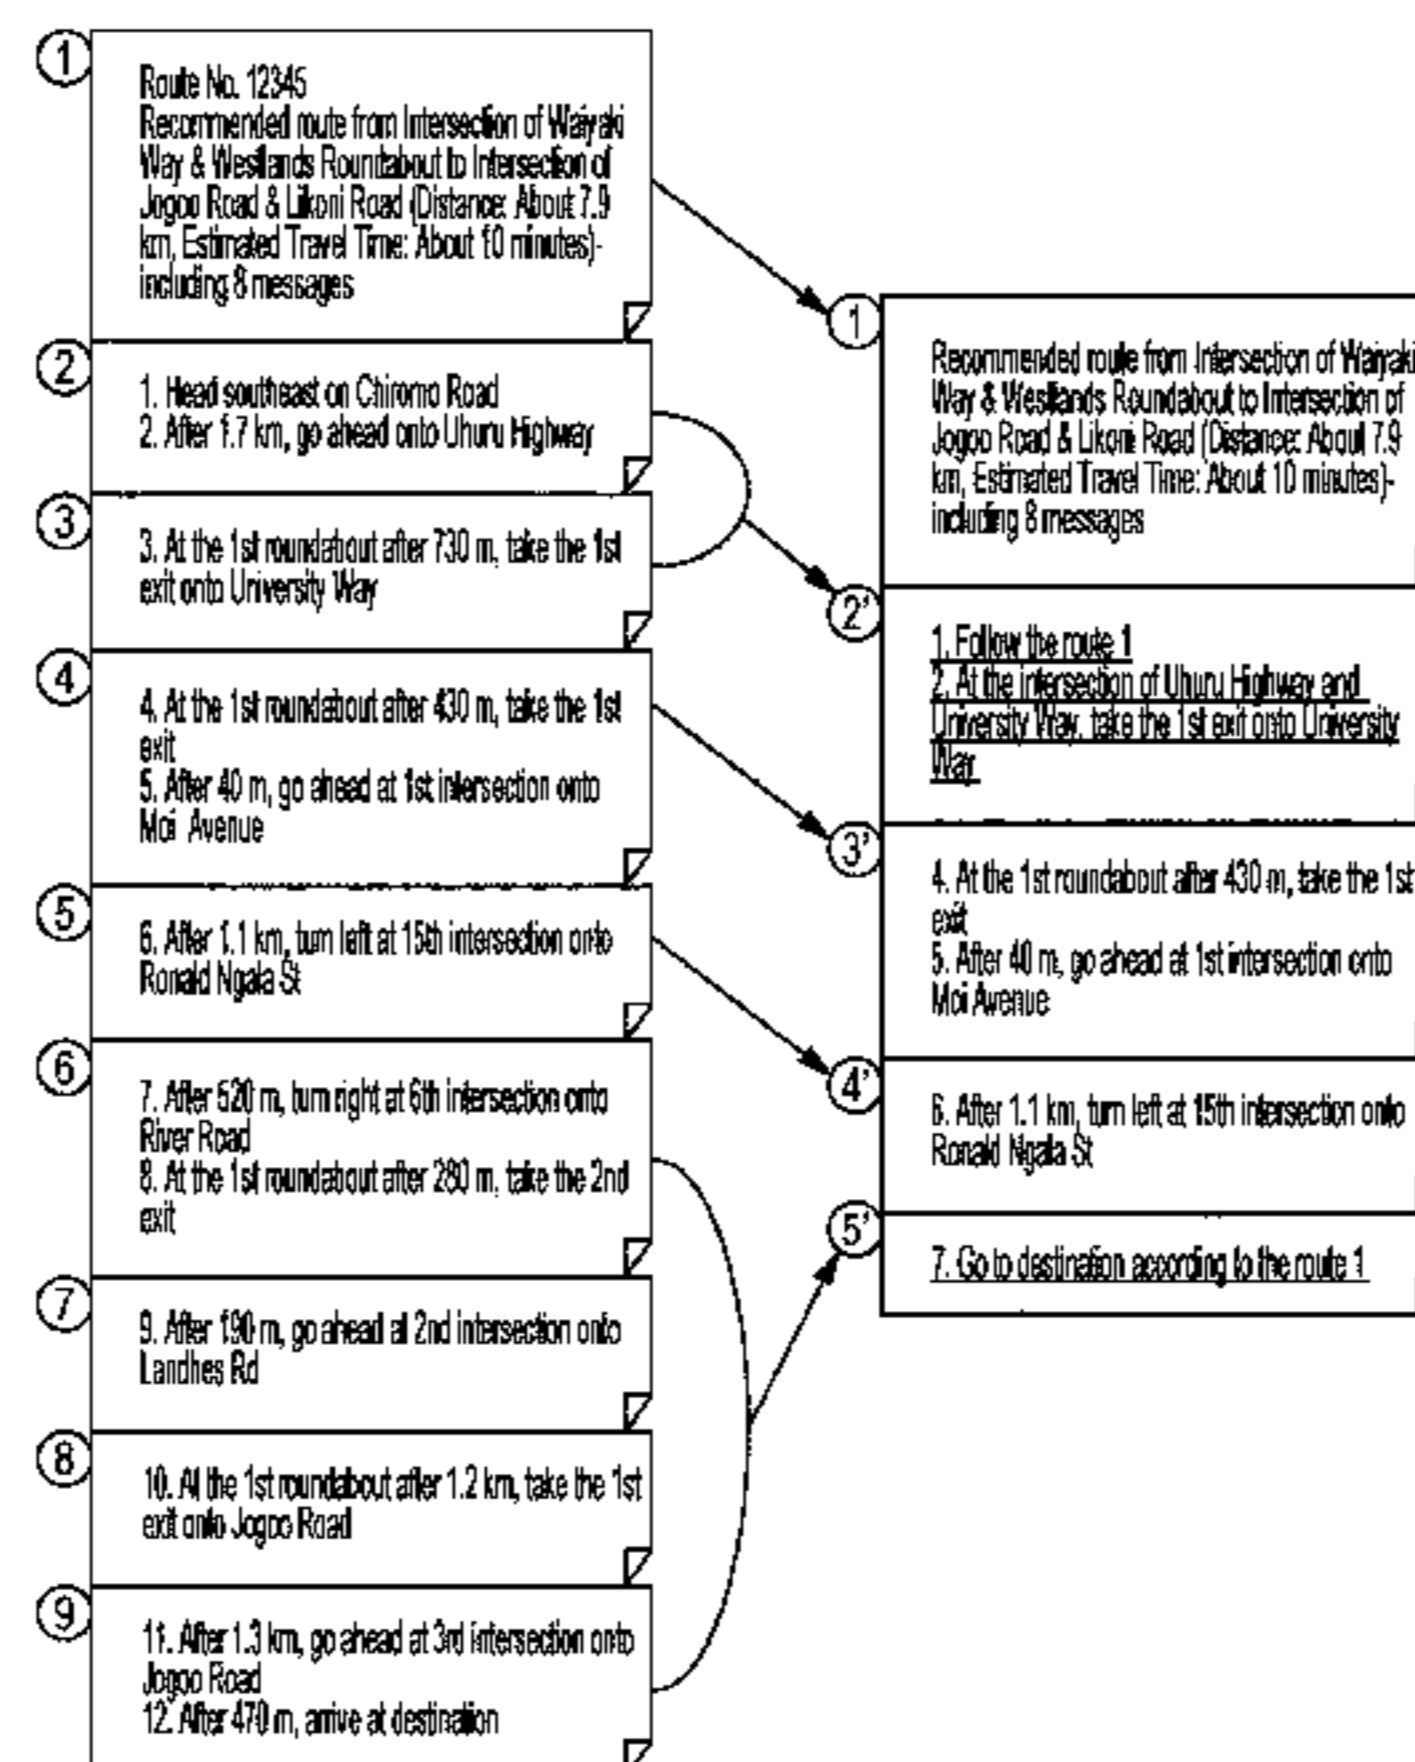 1
Route No. 12345
Recommended route from Intersection of Waiyaki
Way & Westlands Roundabout to Intersection of
Jogoo Road & Likoni Road (Distance: About 7.9
km, Estimated Travel Time: About 10 minutes)-
including 8 messages
2
1. Head southeast on Chiromo Road
2. After 1.7 km, go ahead onto Uhuru Highway
3
3. At the 1st roundabout after 730 m, take the 1st
exit onto University Way
4
4. At the 1st roundabout after 430 m, take the 1st
exit
5. After 40 m, go ahead at 1st intersection onto
Moi Avenue
5
6. After 1.1 km, turn left at 15th intersection onto
Ronald Ngala St
6
7. After 520 m, turn right at 6th intersection onto
River Road
8. At the 1st roundabout after 280 m, take the 2nd
exit
7
9. After 190 m, go ahead at 2nd intersection onto
Landhes Rd
8
10. At the 1st roundabout after 1.2 km, take the 1st
exit onto Jogoo Road
9
11. After 1.3 km, go ahead at 3rd intersection onto
Jogoo Road
12. After 470 m, arrive at destination
1
Recommended route from Intersection of Waiyaki
Way & Westlands Roundabout to Intersection of
Jogoo Road & Likoni Road (Distance: About 7.9
km, Estimated Travel Time: About 10 minutes)-
including 8 messages
2'
1. Follow the route 1
2. At the intersection of Uhuru Highway and
University Way, take the 1st exit onto University
Way
3'
4. At the 1st roundabout after 430 m, take the 1st
exit
5. After 40 m, go ahead at 1st intersection onto
Moi Avenue
4'
6. After 1.1 km, turn left at 15th intersection onto
Ronald Ngala St
5'
7. Go to destination according to the route 1